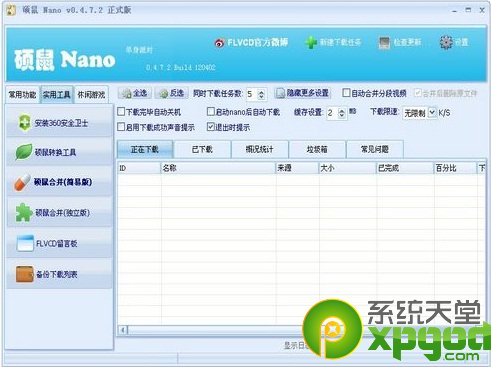 硕鼠 Nano v0.4.7.2 正式版
硕鼠 Nano
单身派对
0.4.7.2 Build 120402
FLVCD官方微博
新建下载任务
检查更新
设置
常用功能 实用工具 休闲游戏
全选 反选 同时下载任务数: 5 隐藏更多设置 自动合并分段视频 合并后删除原文件
下载完毕自动关机 启动nano后自动下载 缓存设置: 2 MB 下载限速: 无限制 K/S
启用下载成功声音提示 退出时提示
安装360安全卫士
硕鼠转换工具
硕鼠合并(简易版)
硕鼠合并(独立版)
FLVCD留言板
备份下载列表
正在下载 已下载 概况统计 垃圾箱 常见问题
ID 名称 来源 大小 已完成 百分比 下
显示日
系统天堂
xpgod